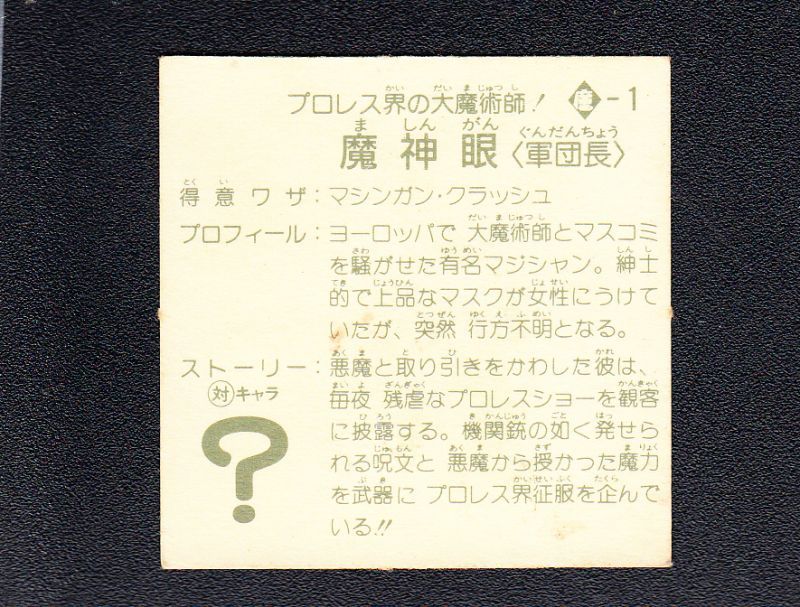 プロレス界の大魔術師! 魔-1
魔神眼〈軍団長〉
得意ワザ:マシンガン・クラッシュ
プロフィール:ヨーロッパで 大魔術師とマスコミ
を騒がせた有名マジシャン。紳士
的で上品なマスクが女性にうけて
いたが、突然 行方不明となる。
ストーリー:悪魔と取り引きをかわした彼は、
対キャラ
?
毎夜 残虐なプロレスショーを観客
に披露する。機関銃の如く発せら
れる呪文と 悪魔から授かった魔力
を武器に プロレス界征服を企んで
いる!!